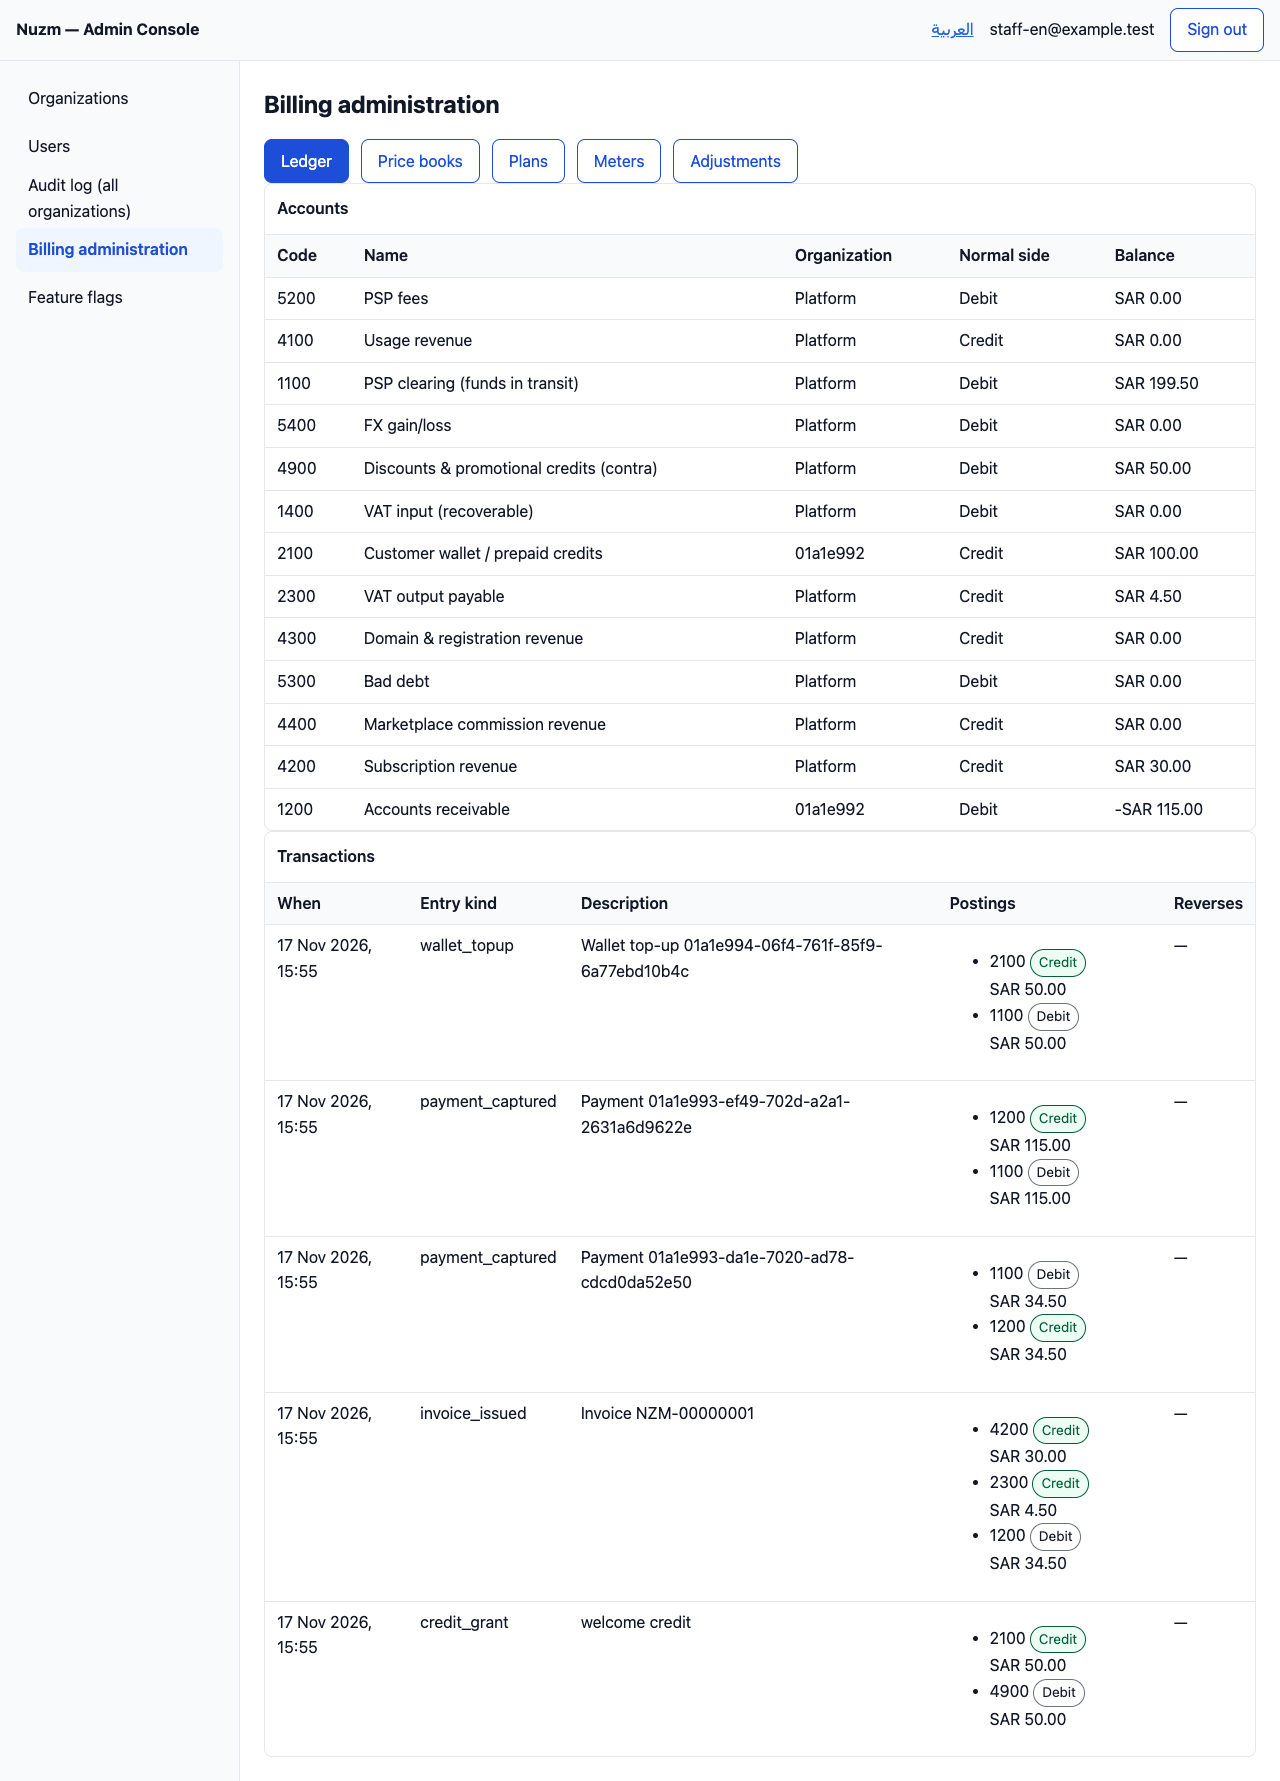 Nuzm — Admin Console
العربية
staff-en@example.test
Sign out
Organizations
Users
Audit log (all
organizations)
Billing administration
Feature flags
Billing administration
Ledger
Price books
Plans
Meters
Adjustments
Accounts
Code Name Organization Normal side Balance
5200 PSP fees Platform Debit SAR 0.00
4100 Usage revenue Platform Credit SAR 0.00
1100 PSP clearing (funds in transit) Platform Debit SAR 199.50
5400 FX gain/loss Platform Debit SAR 0.00
4900 Discounts & promotional credits (contra) Platform Debit SAR 50.00
1400 VAT input (recoverable) Platform Debit SAR 0.00
2100 Customer wallet / prepaid credits 01a1e992 Credit SAR 100.00
2300 VAT output payable Platform Credit SAR 4.50
4300 Domain & registration revenue Platform Credit SAR 0.00
5300 Bad debt Platform Debit SAR 0.00
4400 Marketplace commission revenue Platform Credit SAR 0.00
4200 Subscription revenue Platform Credit SAR 30.00
1200 Accounts receivable 01a1e992 Debit -SAR 115.00
Transactions
When Entry kind Description Postings Reverses
17 Nov 2026,
15:55
wallet_topup
Wallet top-up 01a1e994-06f4-761f-85f9-
6a77ebd10b4c
• 2100 Credit
SAR 50.00
• 1100 Debit
SAR 50.00
—
17 Nov 2026,
15:55
payment_captured
Payment 01a1e993-ef49-702d-a2a1-
2631a6d9622e
• 1200 Credit
SAR 115.00
• 1100 Debit
SAR 115.00
—
17 Nov 2026,
15:55
payment_captured
Payment 01a1e993-da1e-7020-ad78-
cdcd0da52e50
• 1100 Debit
SAR 34.50
• 1200 Credit
SAR 34.50
—
17 Nov 2026,
15:55
invoice_issued
Invoice NZM-00000001
• 4200 Credit
SAR 30.00
• 2300 Credit
SAR 4.50
• 1200 Debit
SAR 34.50
—
17 Nov 2026,
15:55
credit_grant
welcome credit
• 2100 Credit
SAR 50.00
• 4900 Debit
SAR 50.00
—